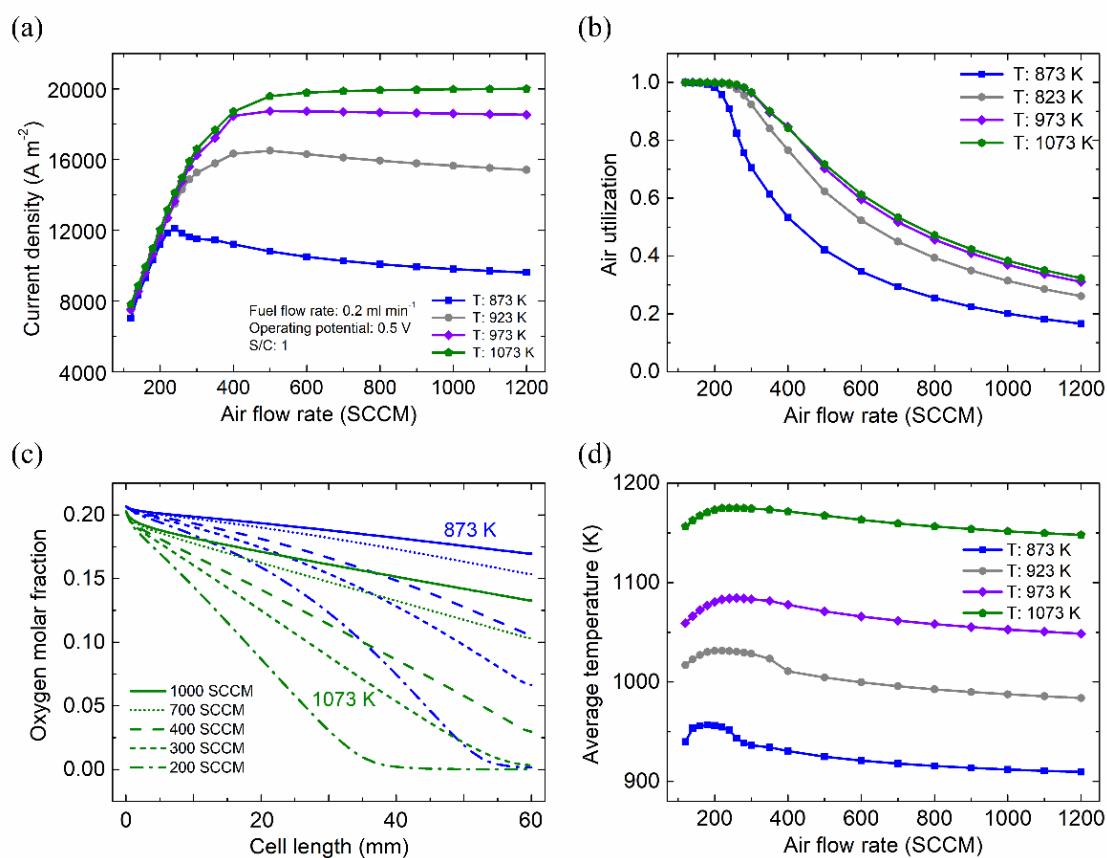 (a)
20000
16000
12000
8000
4000
Current density (A m⁻²)
Fuel flow rate: 0.2 ml min⁻¹
Operating potential: 0.5 V
S/C: 1
T: 873 K
T: 923 K
T: 973 K
T: 1073 K
200 400 600 800 1000 1200
Air flow rate (SCCM)
(b)
1.0
0.8
0.6
0.4
0.2
0.0
Air utilization
T: 873 K
T: 823 K
T: 973 K
T: 1073 K
200 400 600 800 1000 1200
Air flow rate (SCCM)
(c)
0.20
0.15
0.10
0.05
0.00
Oxygen molar fraction
873 K
1073 K
1000 SCCM
700 SCCM
400 SCCM
300 SCCM
200 SCCM
0 20 40 60
Cell length (mm)
(d)
1200
1100
1000
900
Average temperature (K)
T: 873 K
T: 923 K
T: 973 K
T: 1073 K
200 400 600 800 1000 1200
Air flow rate (SCCM)